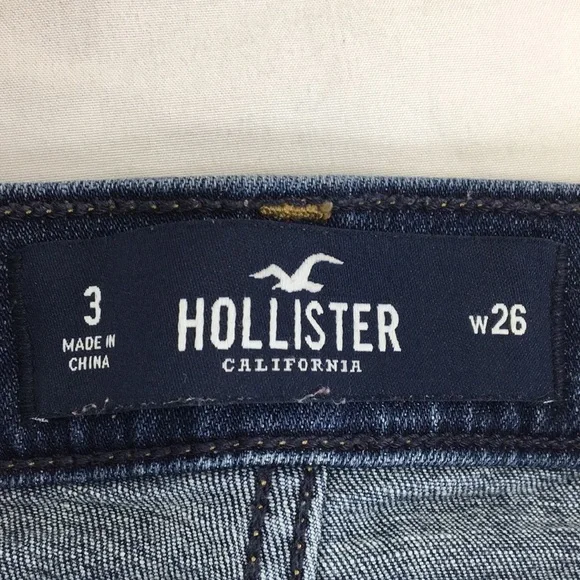 3
MADE IN
CHINA
HOLLISTER
CALIFORNIA
W26